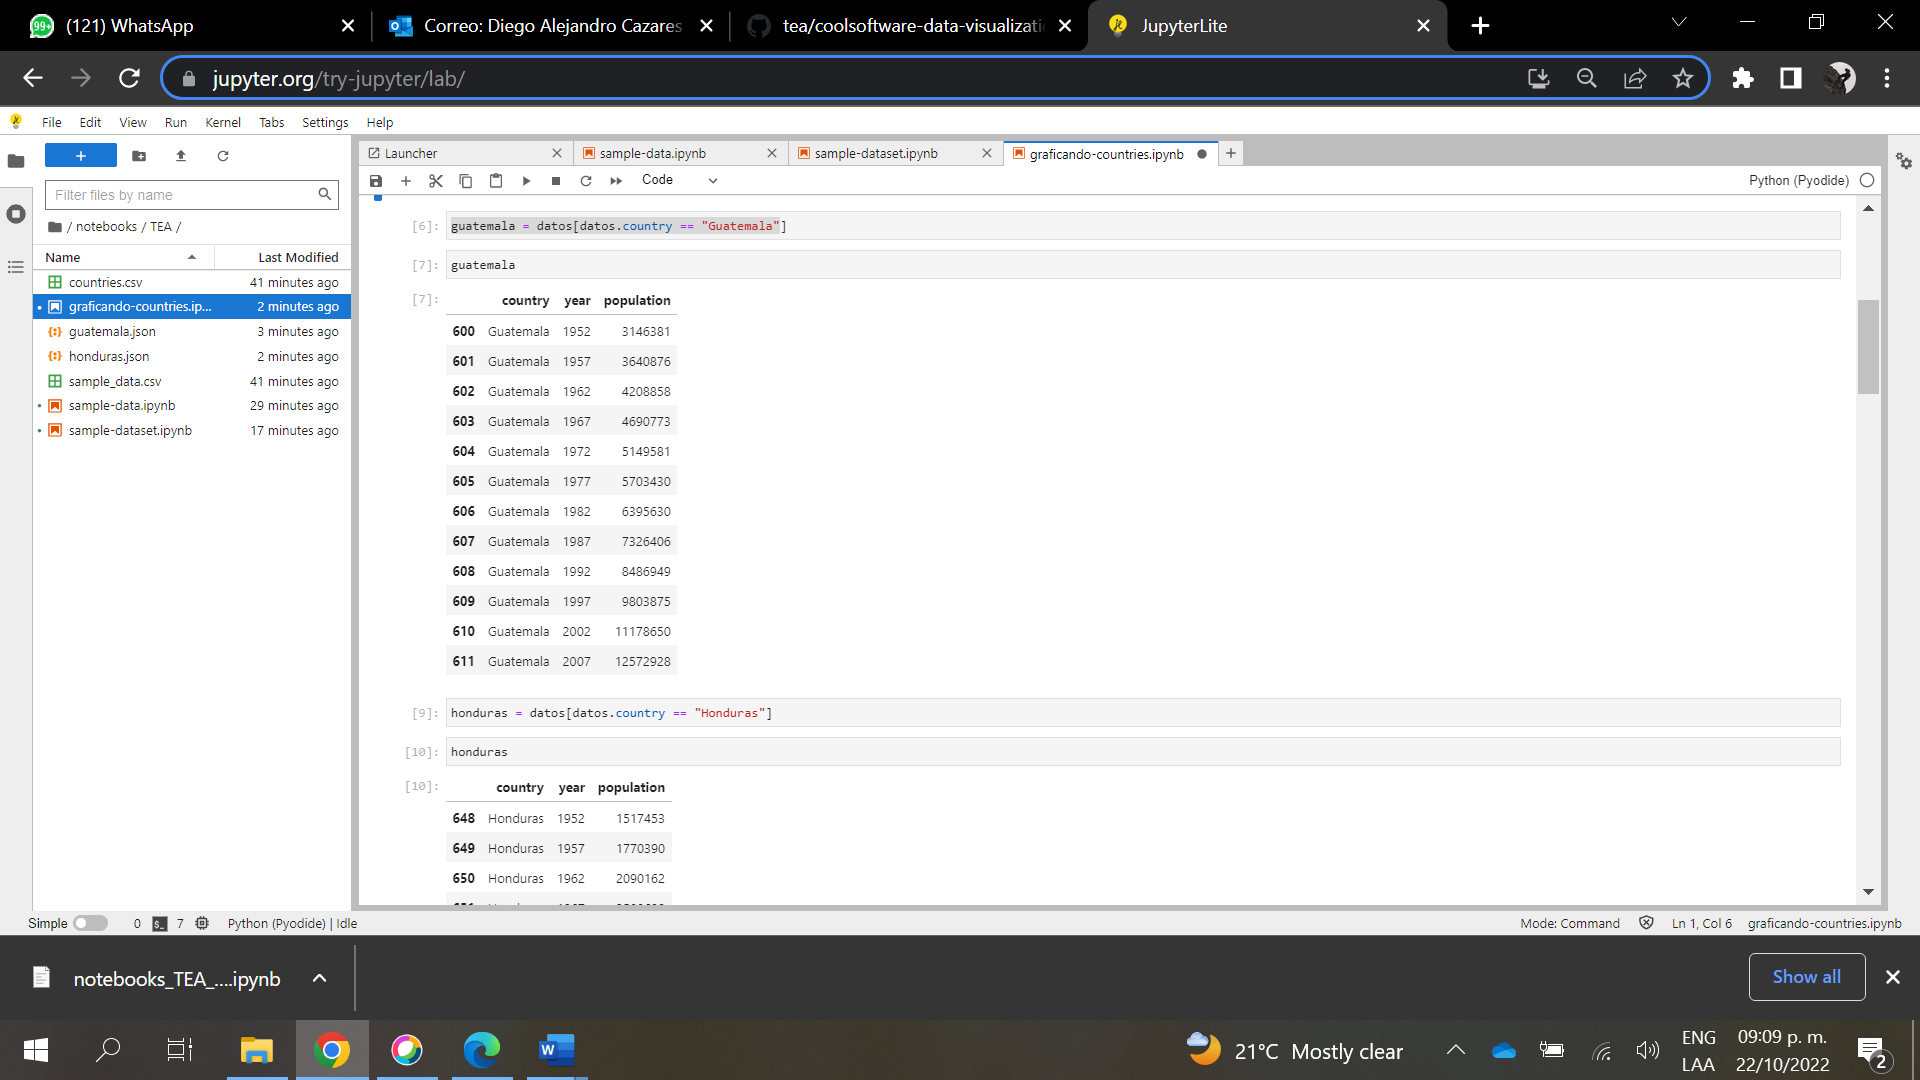 (121) WhatsApp
Correo: Diego Alejandro Cazares
tea/coolsoftware-data-visualizati
JupyterLite
jupyter.org/try-jupyter/lab/
File Edit View Run Kernel Tabs Settings Help
Filter files by name
/ notebooks / TEA /
Name Last Modified
countries.csv 41 minutes ago
graficando-countries.ip... 2 minutes ago
guatemala.json 3 minutes ago
honduras.json 2 minutes ago
sample_data.csv 41 minutes ago
sample-data.ipynb 29 minutes ago
sample-dataset.ipynb 17 minutes ago
Launcher
sample-data.ipynb
sample-dataset.ipynb
graficando-countries.ipynb
Code
Python (Pyodide)
[6]: guatemala = datos[datos.country == "Guatemala"]
[7]: guatemala
[7]: country year population
600 Guatemala 1952 3146381
601 Guatemala 1957 3640876
602 Guatemala 1962 4208858
603 Guatemala 1967 4690773
604 Guatemala 1972 5149581
605 Guatemala 1977 5703430
606 Guatemala 1982 6395630
607 Guatemala 1987 7326406
608 Guatemala 1992 8486949
609 Guatemala 1997 9803875
610 Guatemala 2002 11178650
611 Guatemala 2007 12572928
[9]: honduras = datos[datos.country == "Honduras"]
[10]: honduras
[10]: country year population
648 Honduras 1952 1517453
649 Honduras 1957 1770390
650 Honduras 1962 2090162
Simple 0 7 Python (Pyodide) | Idle
Mode: Command Ln 1, Col 6 graficando-countries.ipynb
notebooks_TEA_....ipynb
Show all
21°C Mostly clear
ENG
LAA
09:09 p. m.
22/10/2022
2